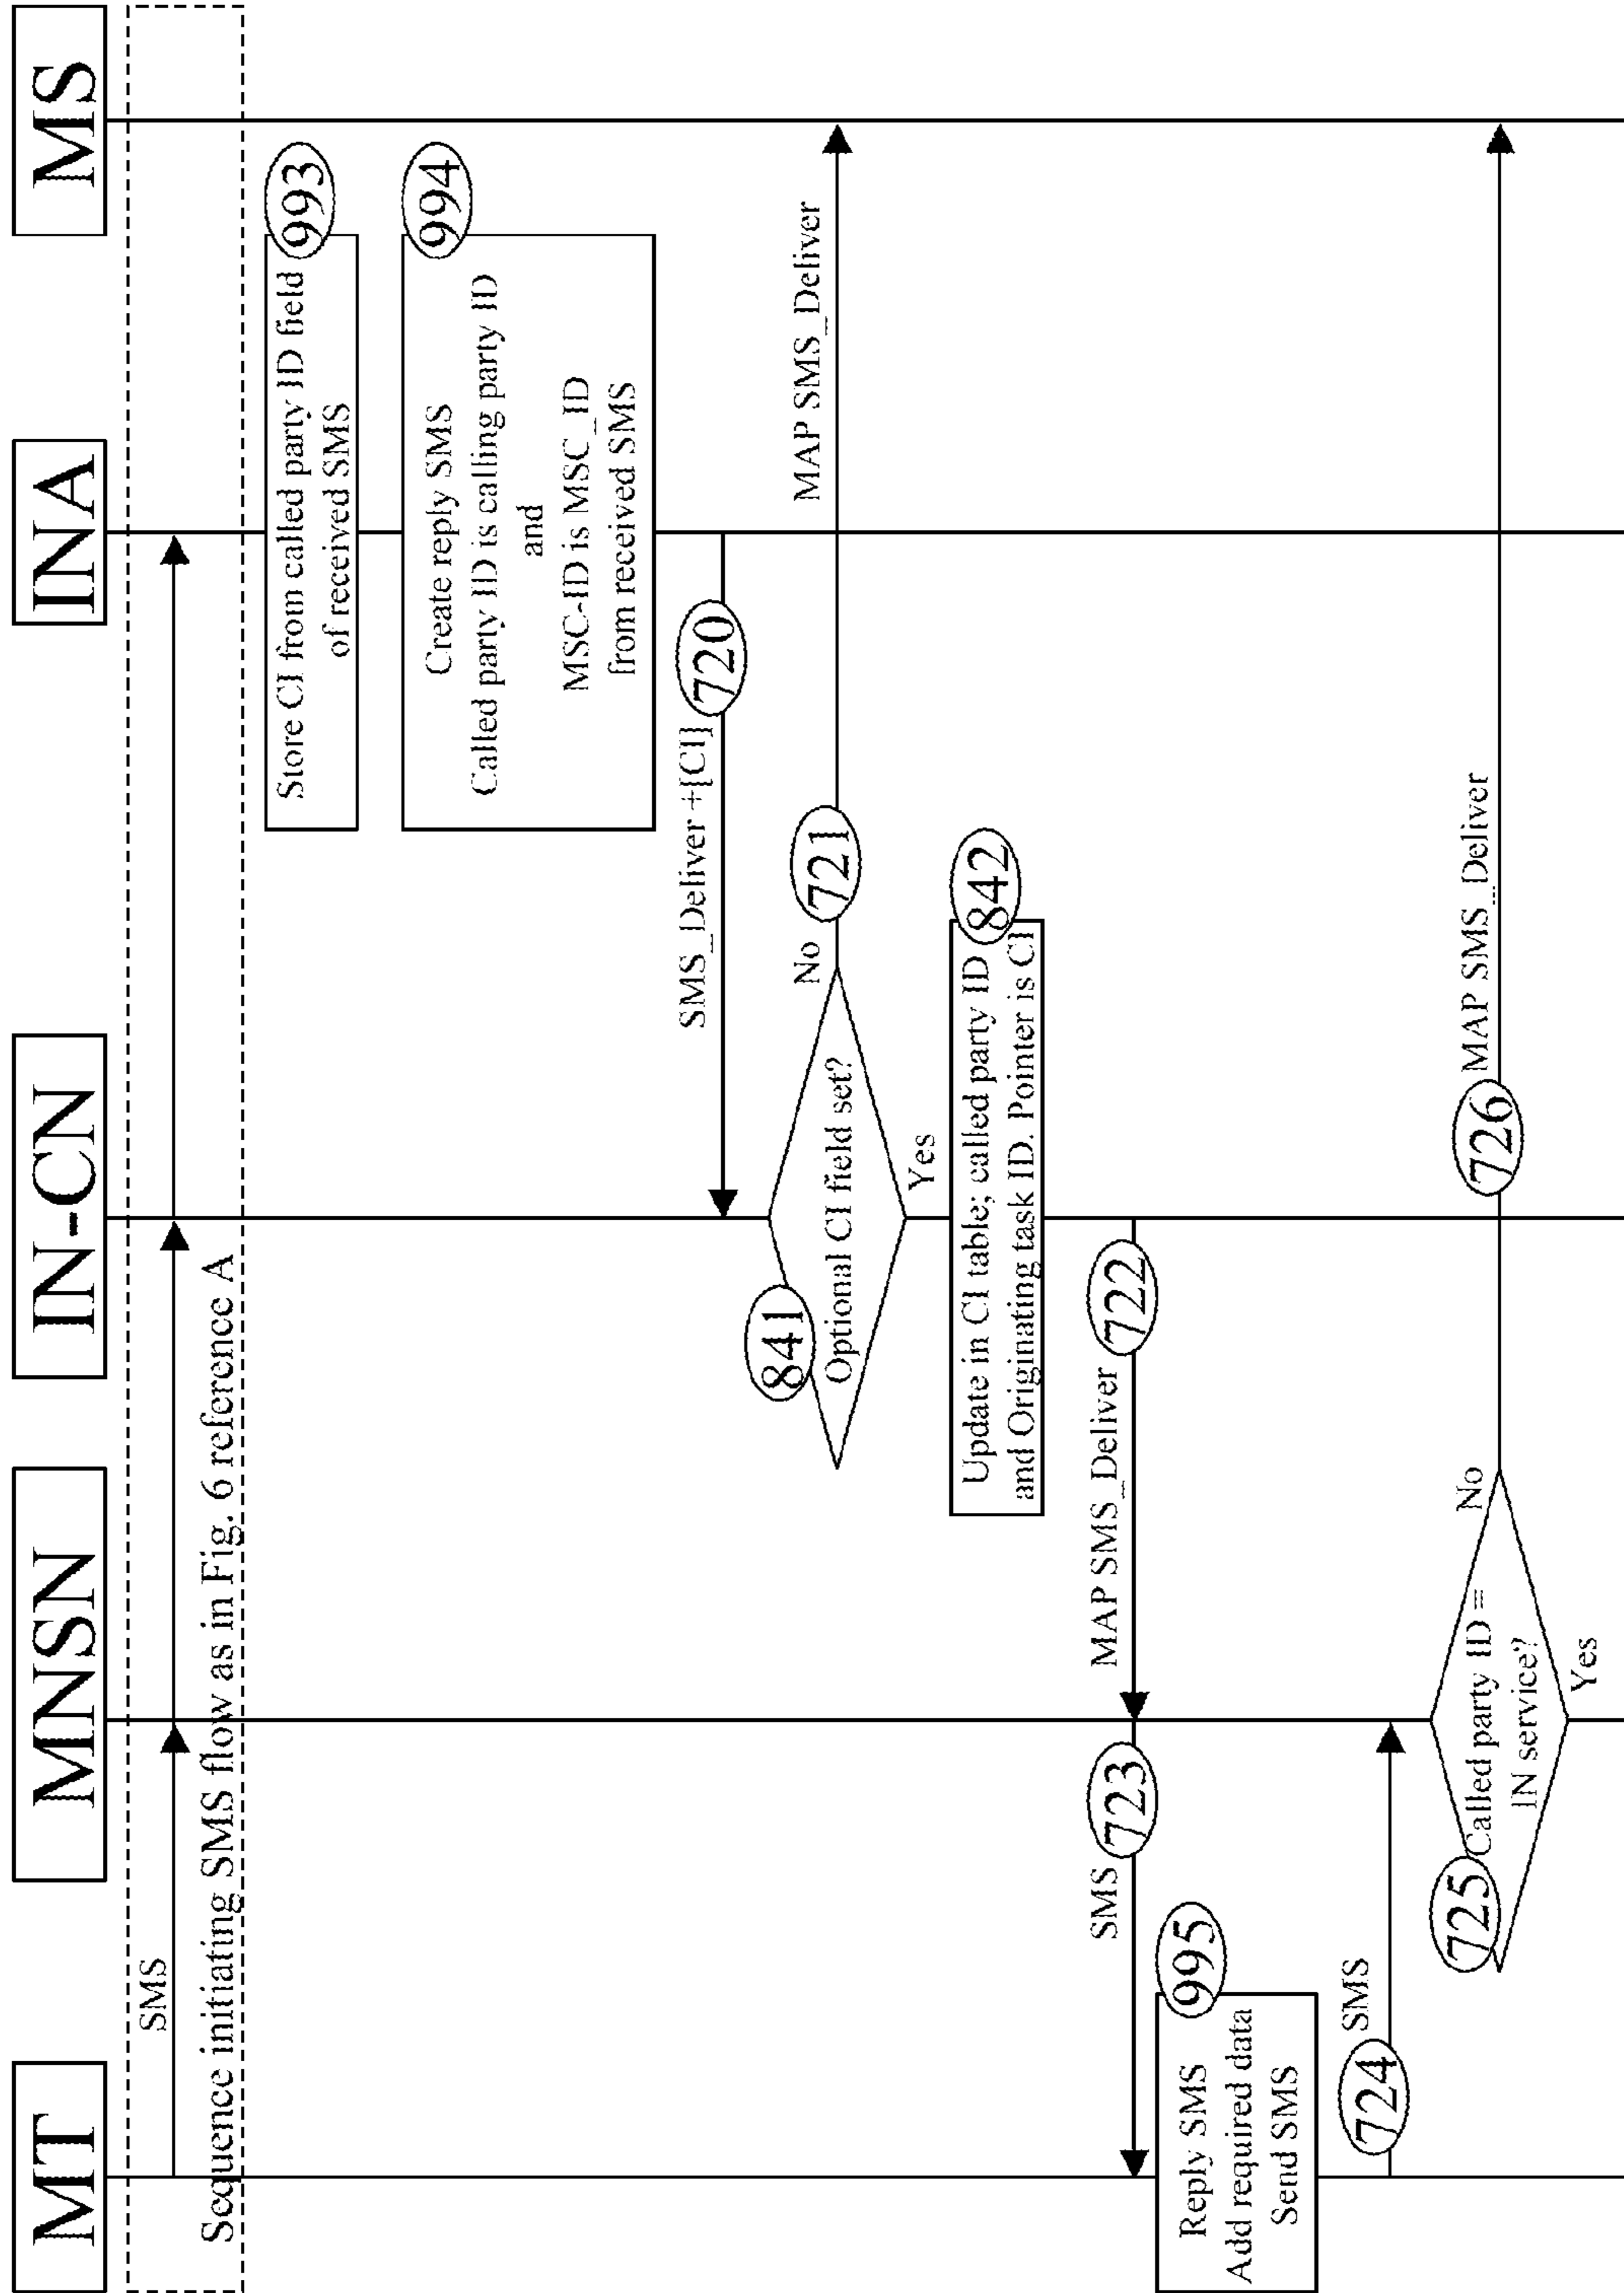 MT
MNSN
IN-CN
INA
MS
SMS
Sequence initiating SMS flow as in Fig. 6 reference A
Store CI from called party ID field
of received SMS
993
Create reply SMS
Called party ID is calling party ID
and
MSC-ID is MSC_ID
from received SMS
994
SMS_Deliver +[CI]
720
841
Optional CI field set?
No
721
MAP SMS_Deliver
Yes
Update in CI table; called party ID
and Originating task ID. Pointer is CI
842
MAP SMS_Deliver
722
SMS
723
Reply SMS
Add required data
Send SMS
995
724
SMS
725
Called party ID =
IN service?
No
726
MAP SMS_Deliver
Yes